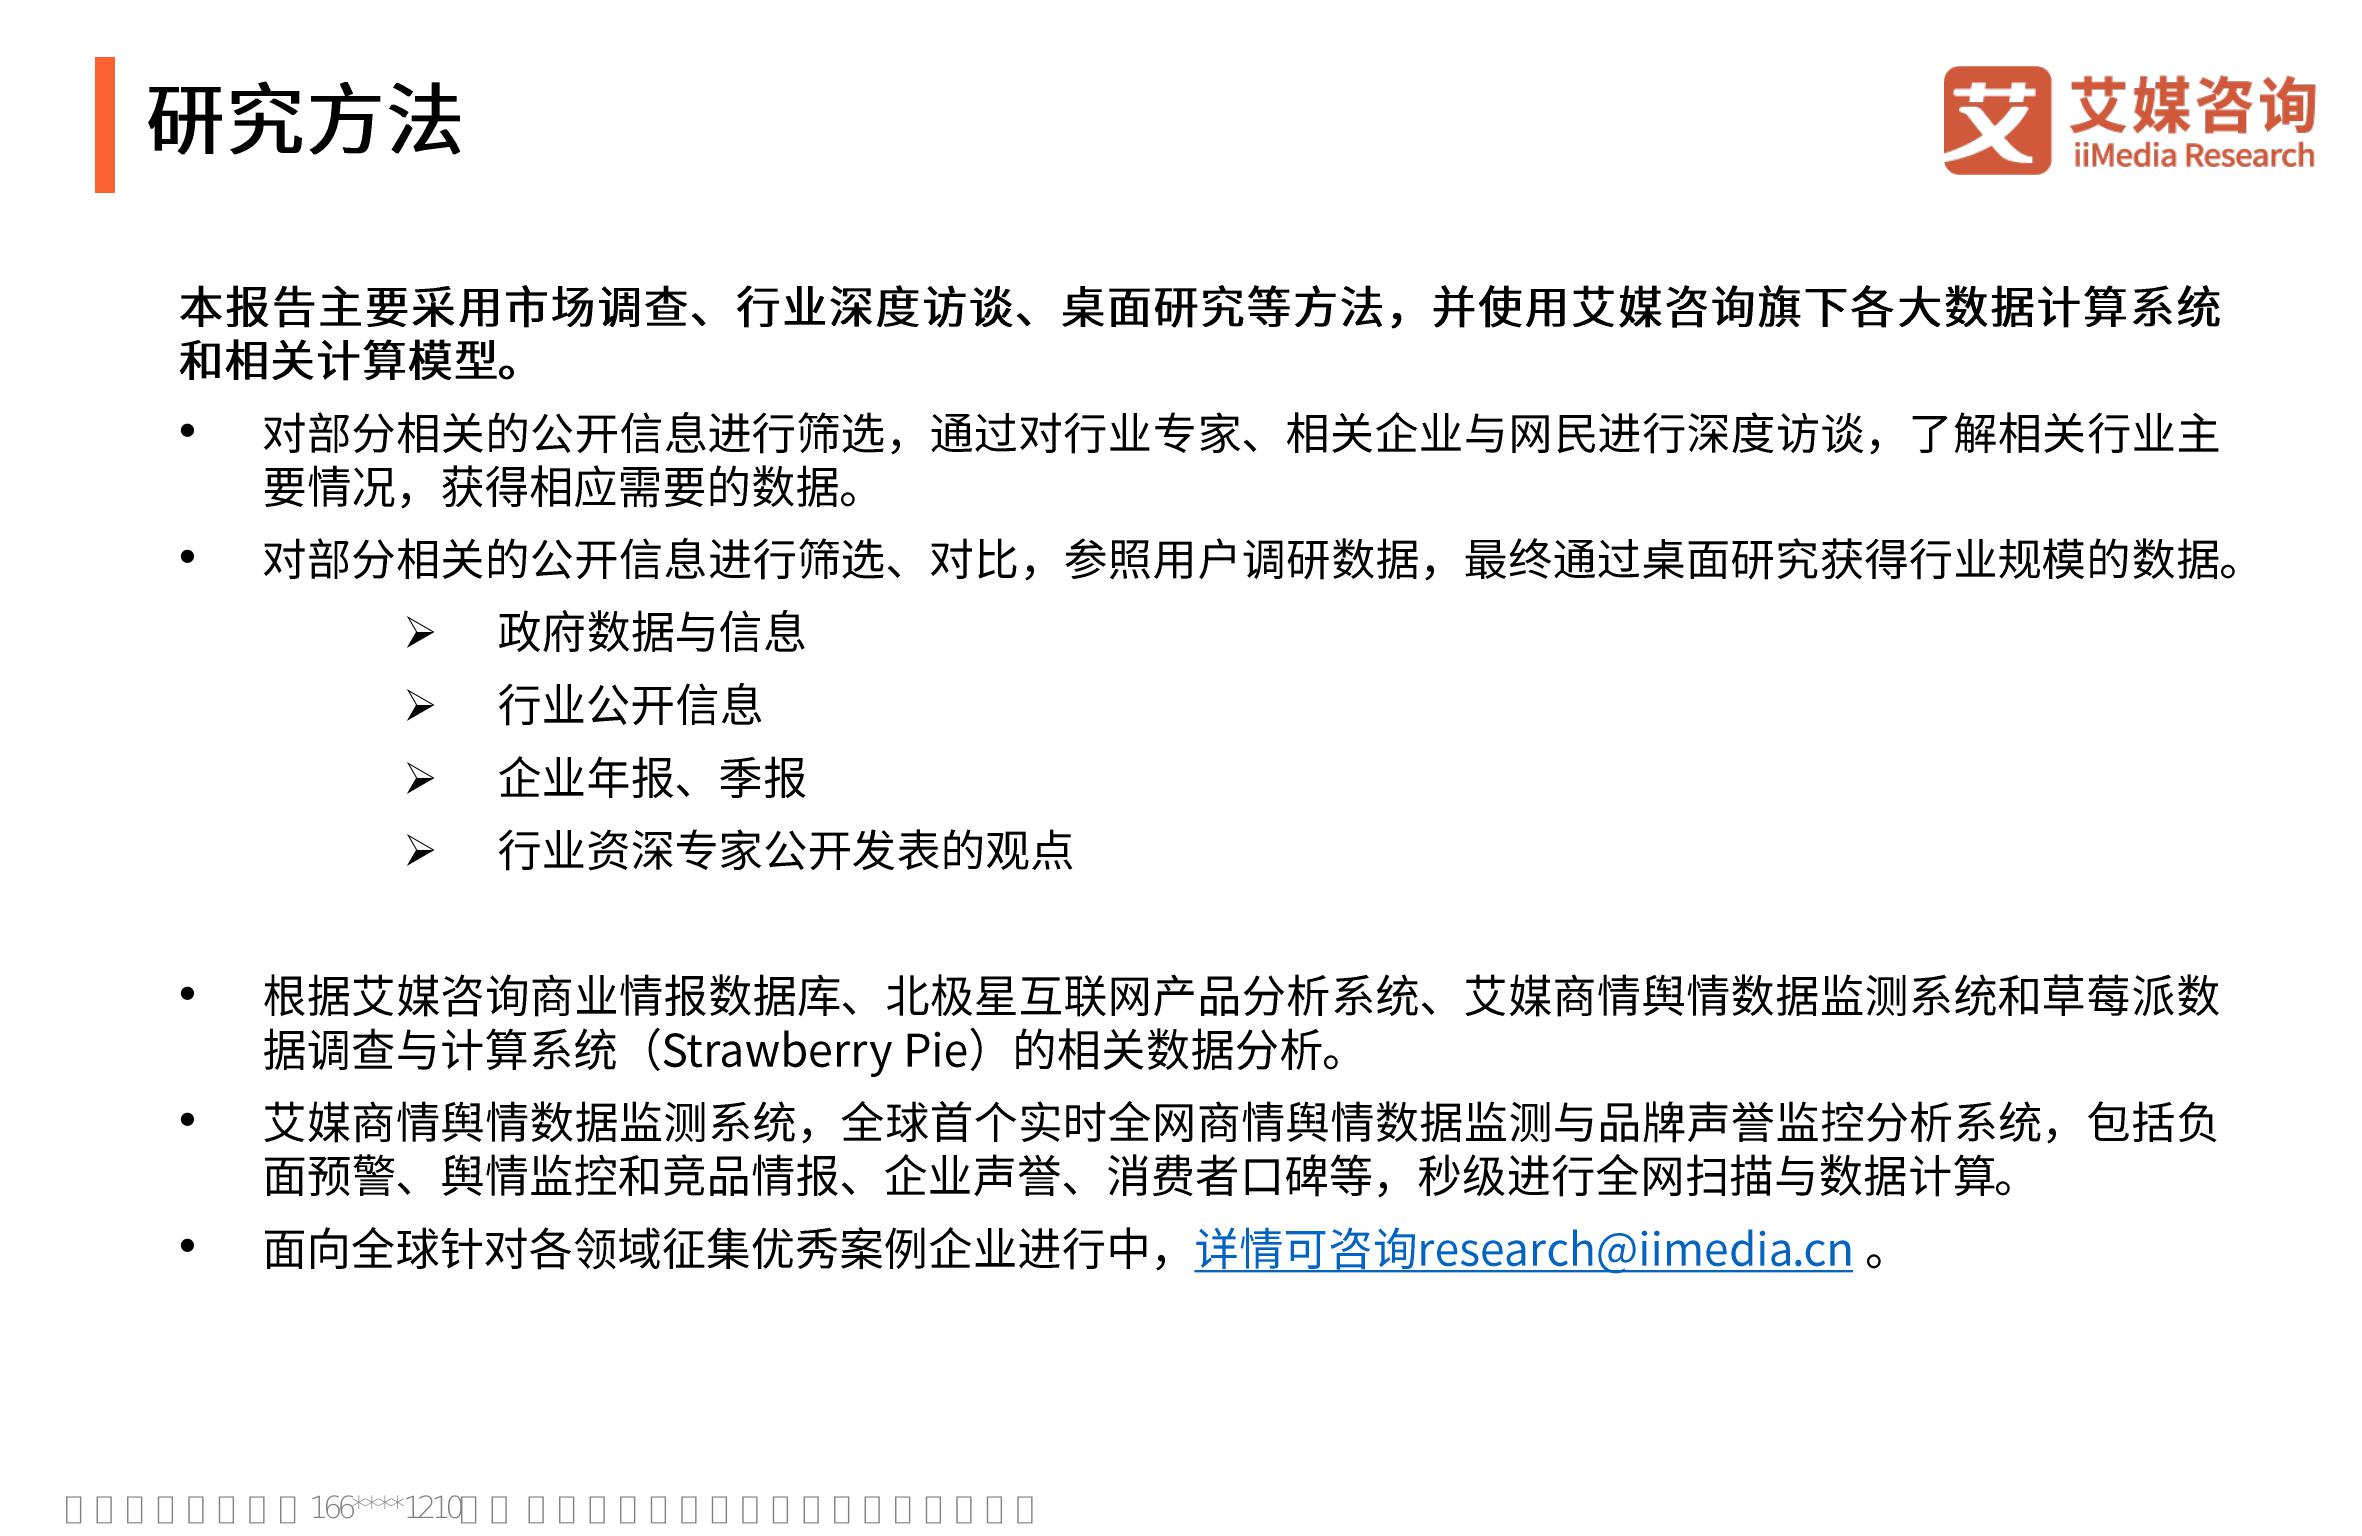 研究方法
艾 艾媒咨询
iiMedia Research
本报告主要采用市场调查、行业深度访谈、桌面研究等方法，并使用艾媒咨询旗下各大数据计算系统
和相关计算模型。
• 对部分相关的公开信息进行筛选，通过对行业专家、相关企业与网民进行深度访谈，了解相关行业主
要情况，获得相应需要的数据。
• 对部分相关的公开信息进行筛选、对比，参照用户调研数据，最终通过桌面研究获得行业规模的数据。
➢ 政府数据与信息
➢ 行业公开信息
➢ 企业年报、季报
➢ 行业资深专家公开发表的观点
• 根据艾媒咨询商业情报数据库、北极星互联网产品分析系统、艾媒商情舆情数据监测系统和草莓派数
据调查与计算系统（Strawberry Pie）的相关数据分析。
• 艾媒商情舆情数据监测系统，全球首个实时全网商情舆情数据监测与品牌声誉监控分析系统，包括负
面预警、舆情监控和竞品情报、企业声誉、消费者口碑等，秒级进行全网扫描与数据计算。
• 面向全球针对各领域征集优秀案例企业进行中，详情可咨询research@iimedia.cn 。
166****1210